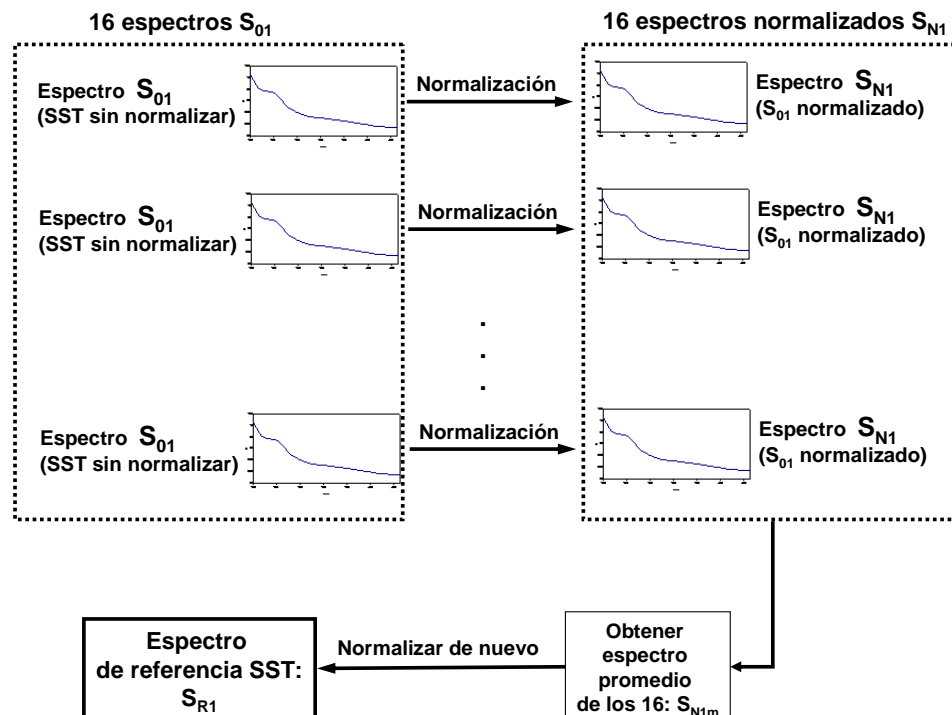 16 espectros S01
16 espectros normalizados SN1
Espectro S01
(SST sin normalizar)
Normalización
Espectro SN1
(S01 normalizado)
Espectro S01
(SST sin normalizar)
Normalización
Espectro SN1
(S01 normalizado)
.
.
.
Espectro S01
(SST sin normalizar)
Normalización
Espectro SN1
(S01 normalizado)
Espectro
de referencia SST:
SR1
Normalizar de nuevo
Obtener
espectro
promedio
de los 16: SN1m